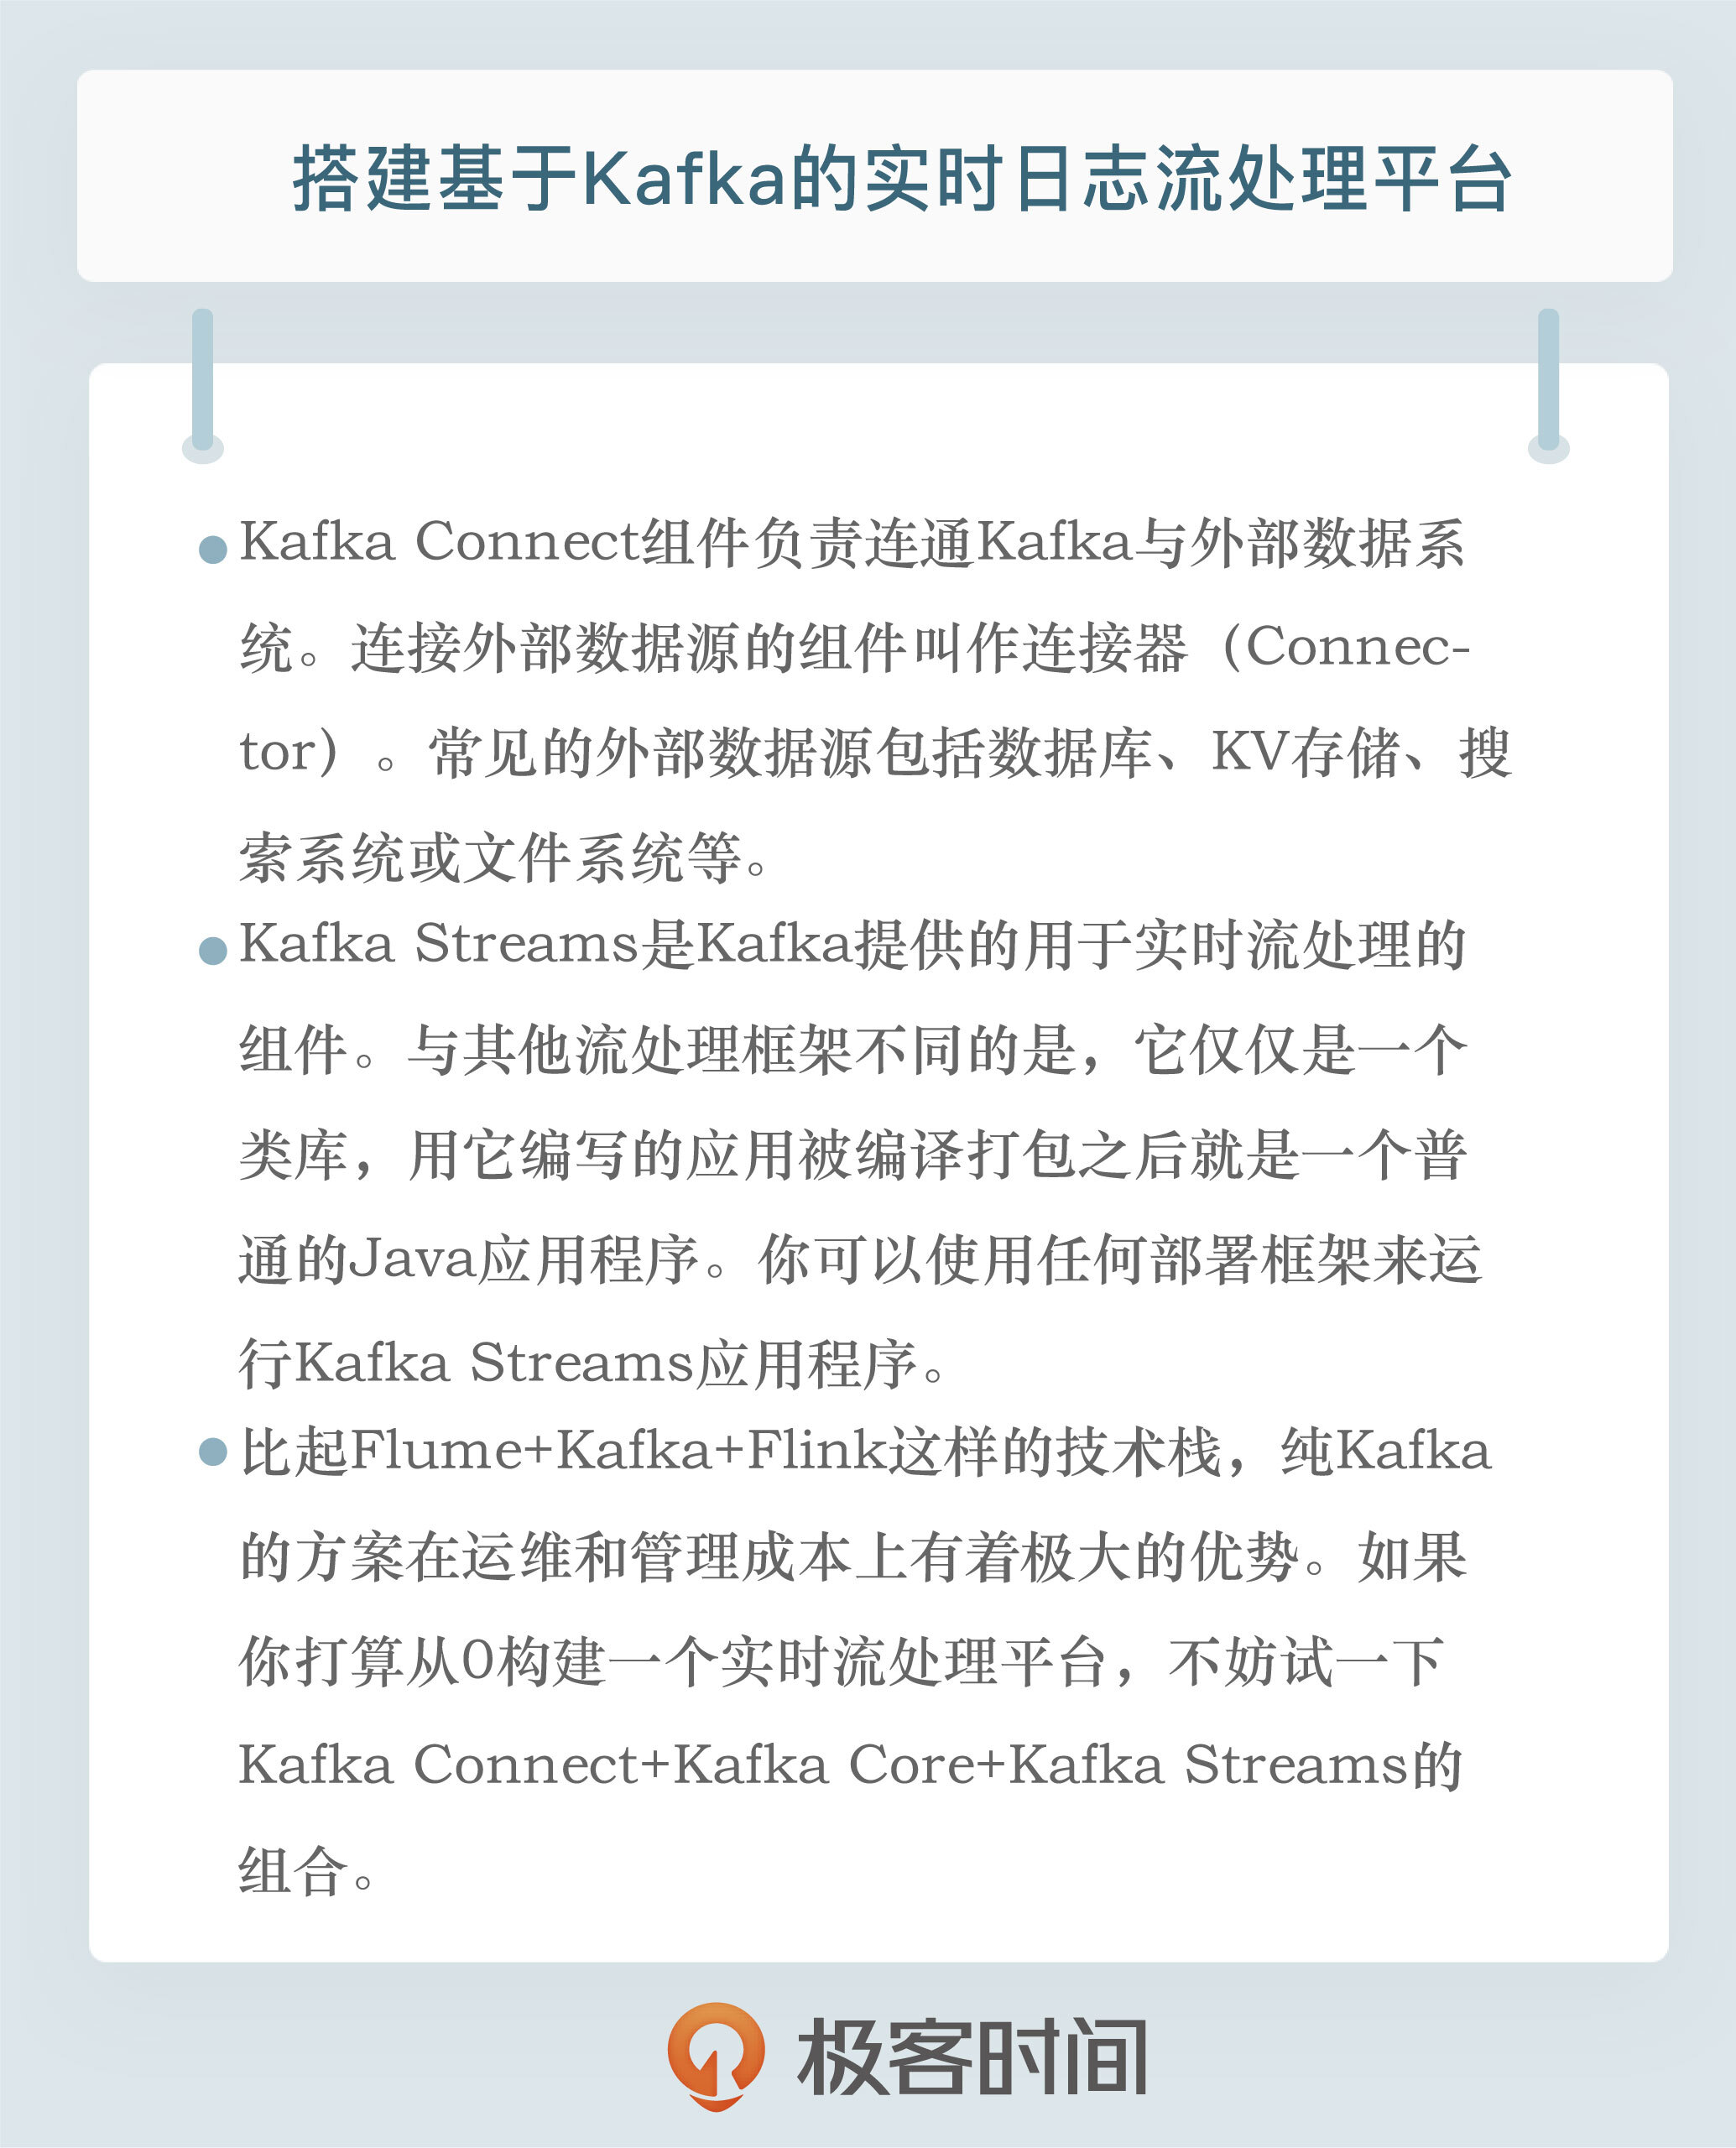 搭建基于Kafka的实时日志流处理平台
Kafka Connect组件负责连通Kafka与外部数据系
统。连接外部数据源的组件叫作连接器（Connec-
tor）。常见的外部数据源包括数据库、KV存储、搜
索系统或文件系统等。
Kafka Streams是Kafka提供的用于实时流处理的
组件。与其他流处理框架不同的是，它仅仅是一个
类库，用它编写的应用被编译打包之后就是一个普
通的Java应用程序。你可以使用任何部署框架来运
行Kafka Streams应用程序。
比起Flume+Kafka+Flink这样的技术栈，纯Kafka
的方案在运维和管理成本上有着极大的优势。如果
你打算从0构建一个实时流处理平台，不妨试一下
Kafka Connect+Kafka Core+Kafka Streams的
组合。
极客时间